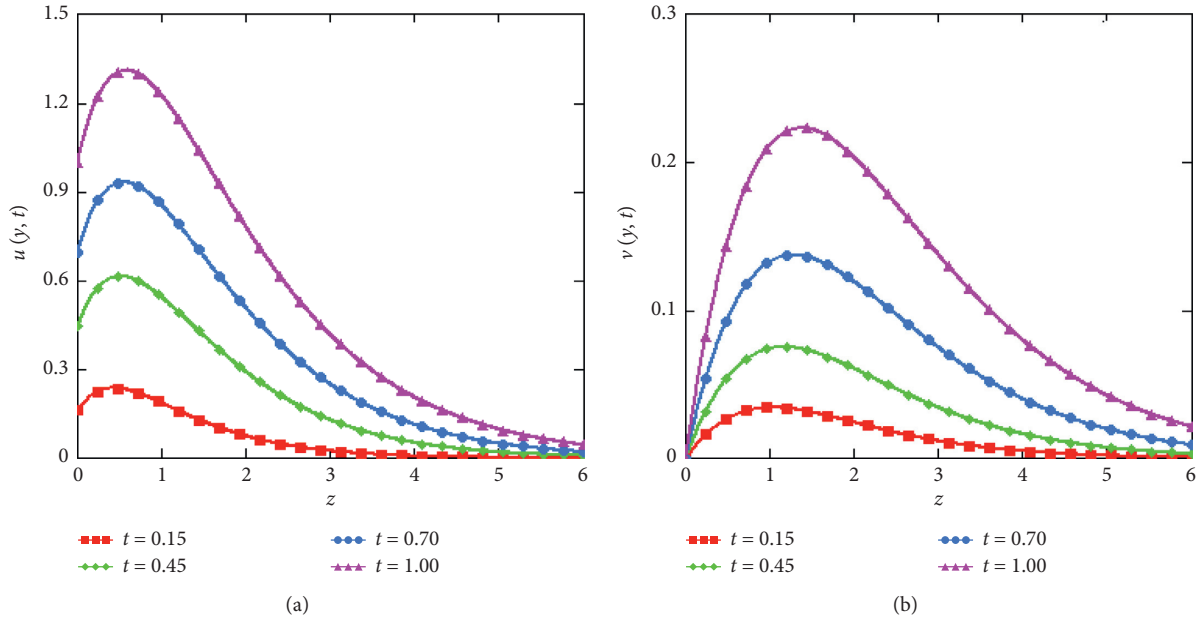 1.5
1.2
0.9
0.6
0.3
0
u (y, t)
0 1 2 3 4 5 6
z
t = 0.15 t = 0.70
t = 0.45 t = 1.00
(a)
0.3
0.2
0.1
0
v (y, t)
0 1 2 3 4 5 6
z
t = 0.15 t = 0.70
t = 0.45 t = 1.00
(b)